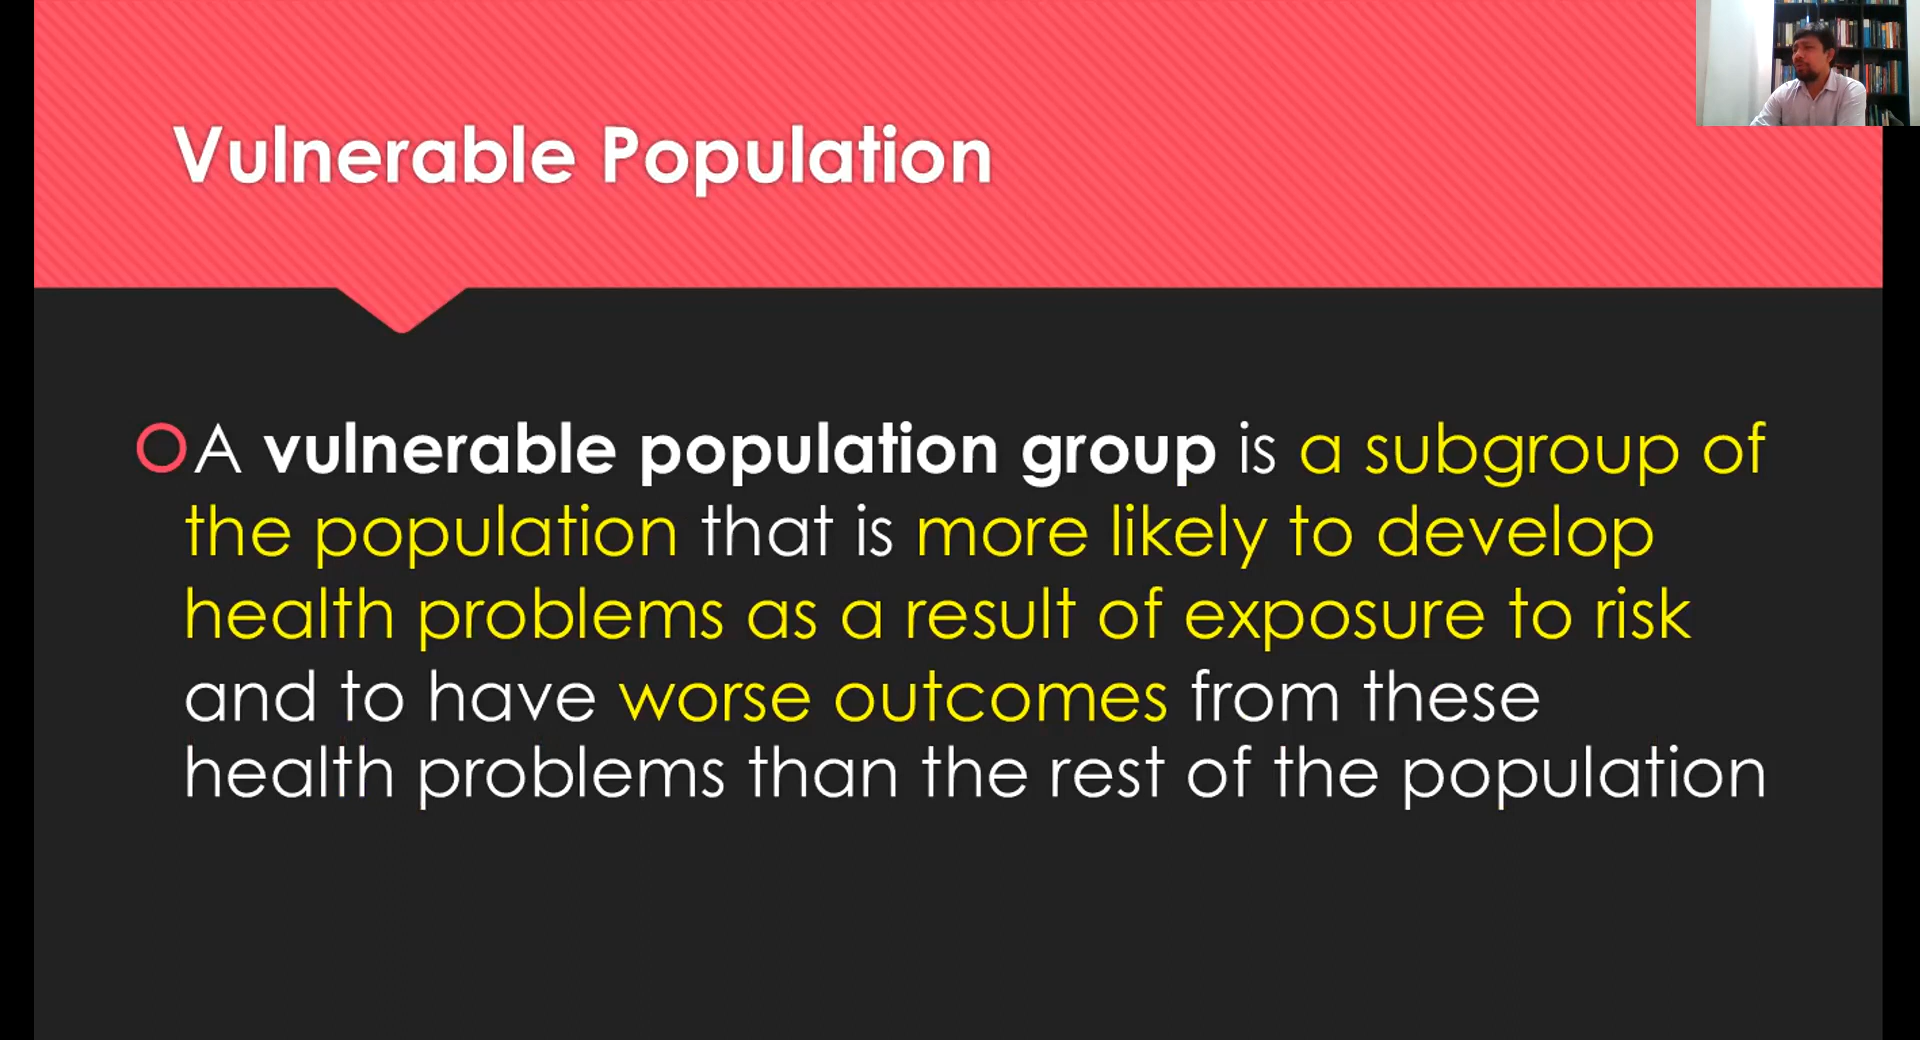 Vulnerable Population
A vulnerable population group is a subgroup of
the population that is more likely to develop
health problems as a result of exposure to risk
and to have worse outcomes from these
health problems than the rest of the population